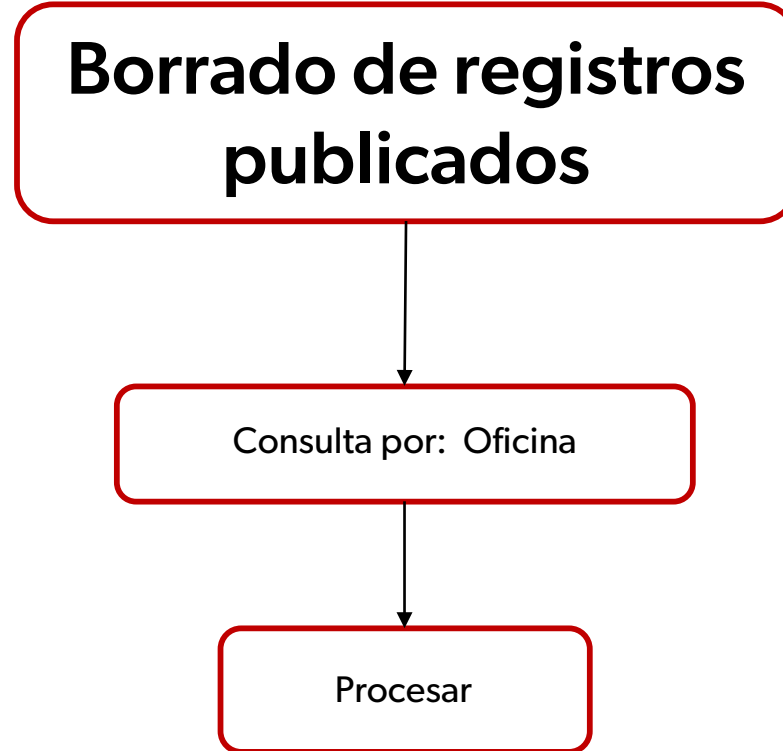 Borrado de registros
publicados
Consulta por: Oficina
Procesar